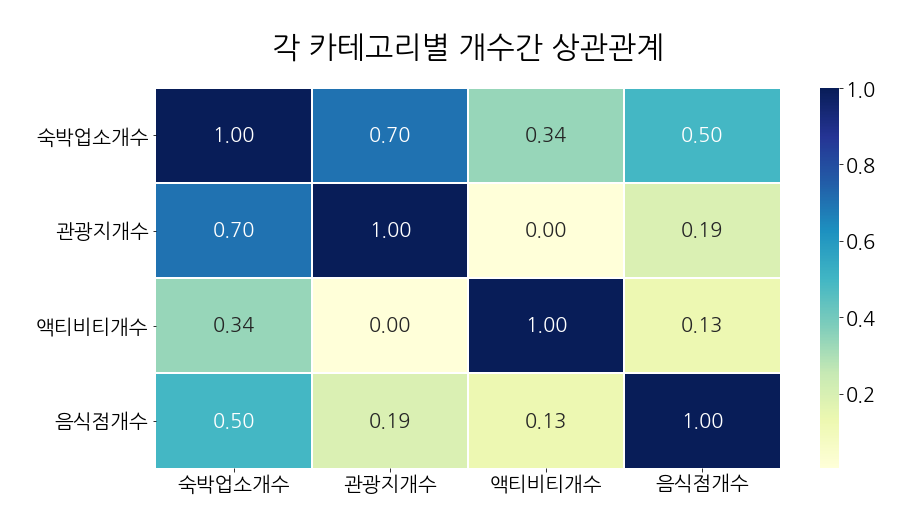 각 카테고리별 개수간 상관관계
숙박업소개수 1.00 0.70 0.34 0.50
관광지개수 0.70 1.00 0.00 0.19
액티비티개수 0.34 0.00 1.00 0.13
음식점개수 0.50 0.19 0.13 1.00
숙박업소개수 관광지개수 액티비티개수 음식점개수
1.0
0.8
0.6
0.4
0.2